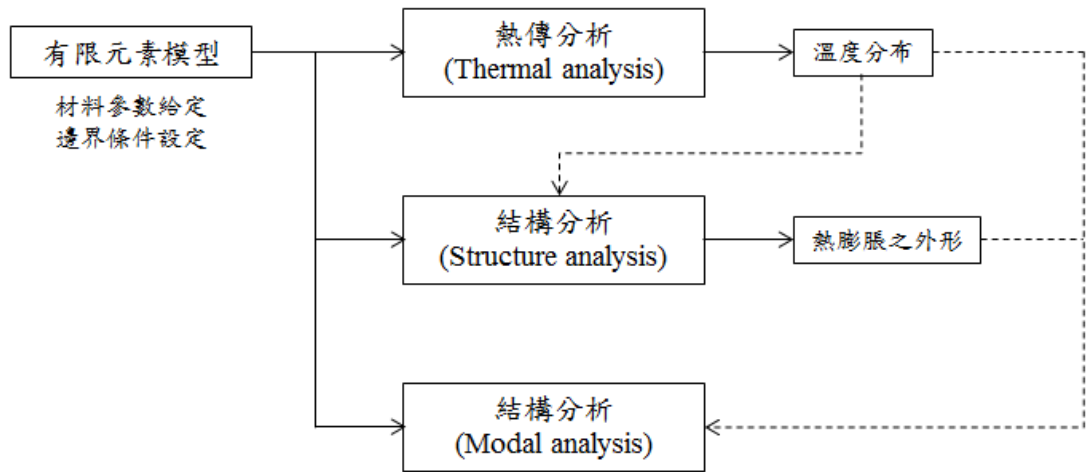 有限元素模型
材料參數給定
邊界條件設定
熱傳分析
(Thermal analysis)
溫度分布
結構分析
(Structure analysis)
熱膨脹之外形
結構分析
(Modal analysis)